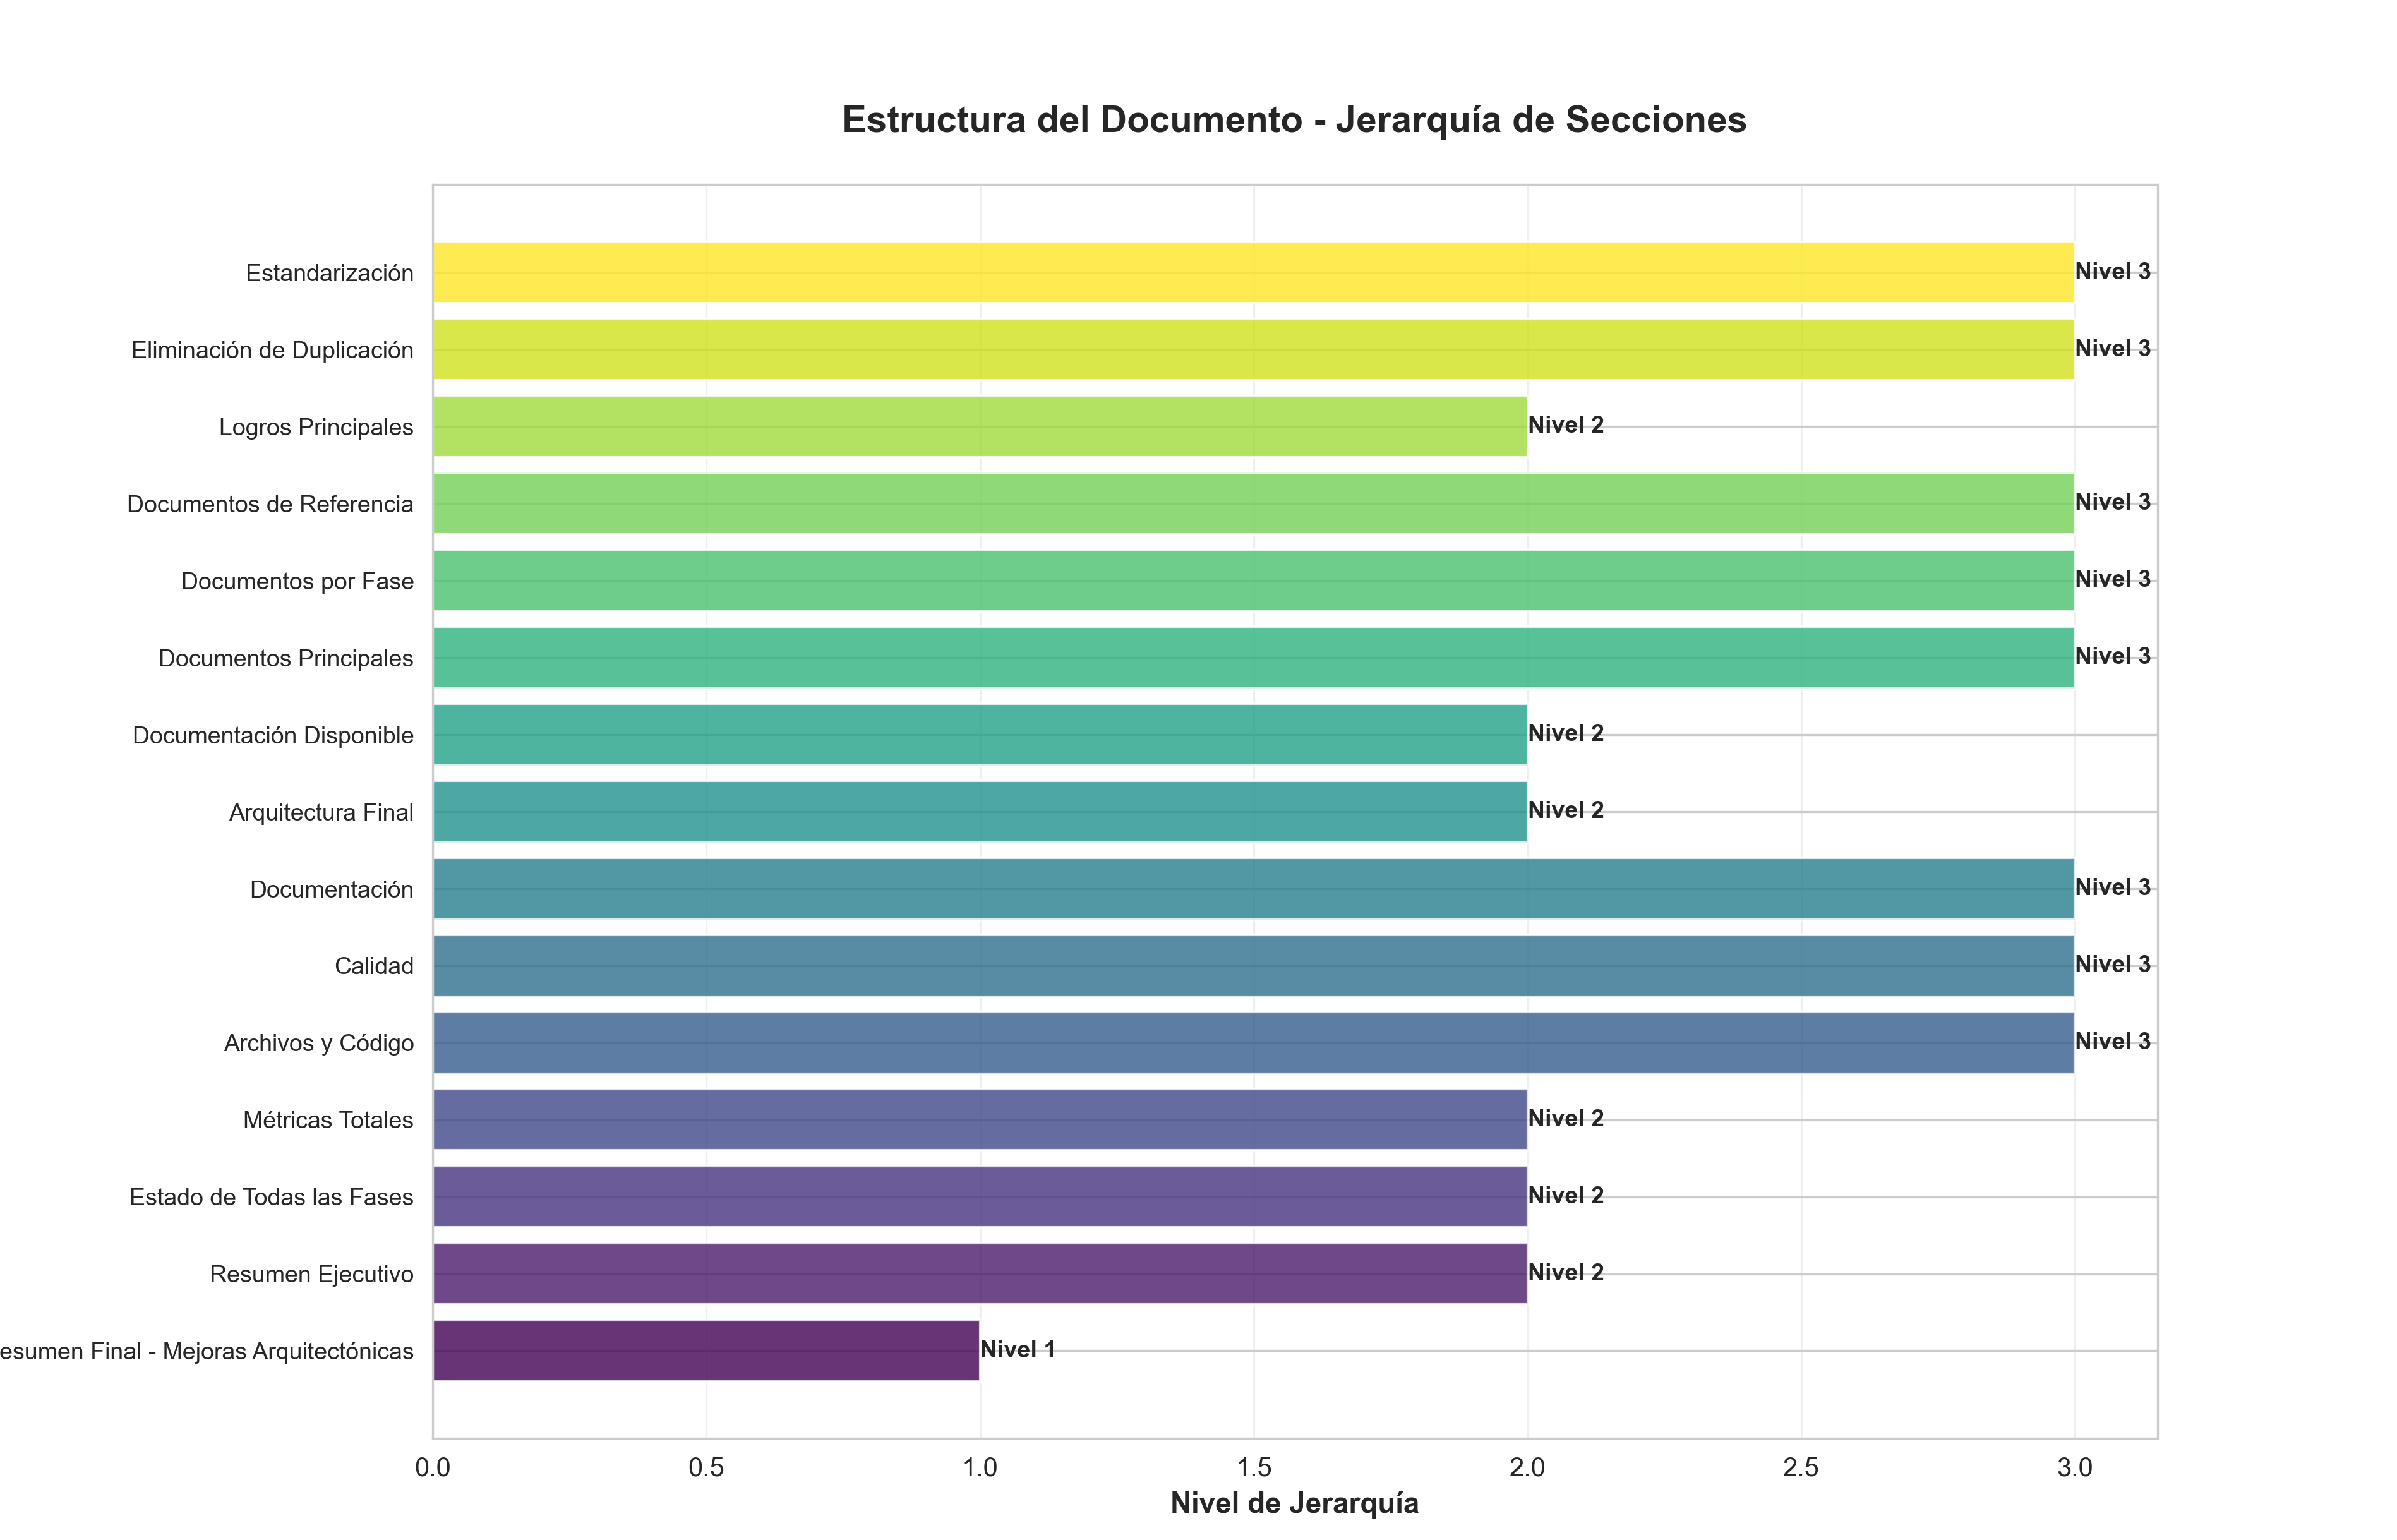 Estructura del Documento - Jerarquía de Secciones
Estandarización Nivel 3
Eliminación de Duplicación Nivel 3
Logros Principales Nivel 2
Documentos de Referencia Nivel 3
Documentos por Fase Nivel 3
Documentos Principales Nivel 3
Documentación Disponible Nivel 2
Arquitectura Final Nivel 2
Documentación Nivel 3
Calidad Nivel 3
Archivos y Código Nivel 3
Métricas Totales Nivel 2
Estado de Todas las Fases Nivel 2
Resumen Ejecutivo Nivel 2
esumen Final - Mejoras Arquitectónicas Nivel 1
0.0 0.5 1.0 1.5 2.0 2.5 3.0
Nivel de Jerarquía